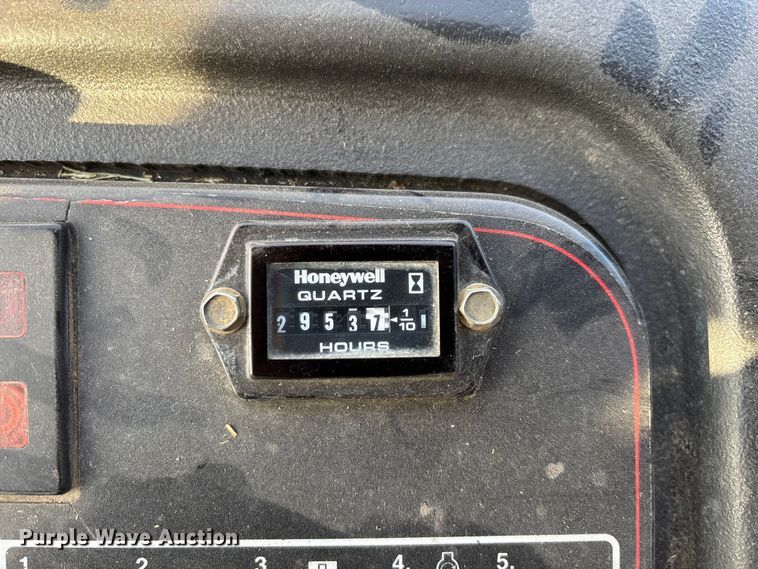 Honeywell
QUARTZ
2 9 5 3 7 1/10
HOURS
Purple Wave Auction
1 2 3 4. 5.